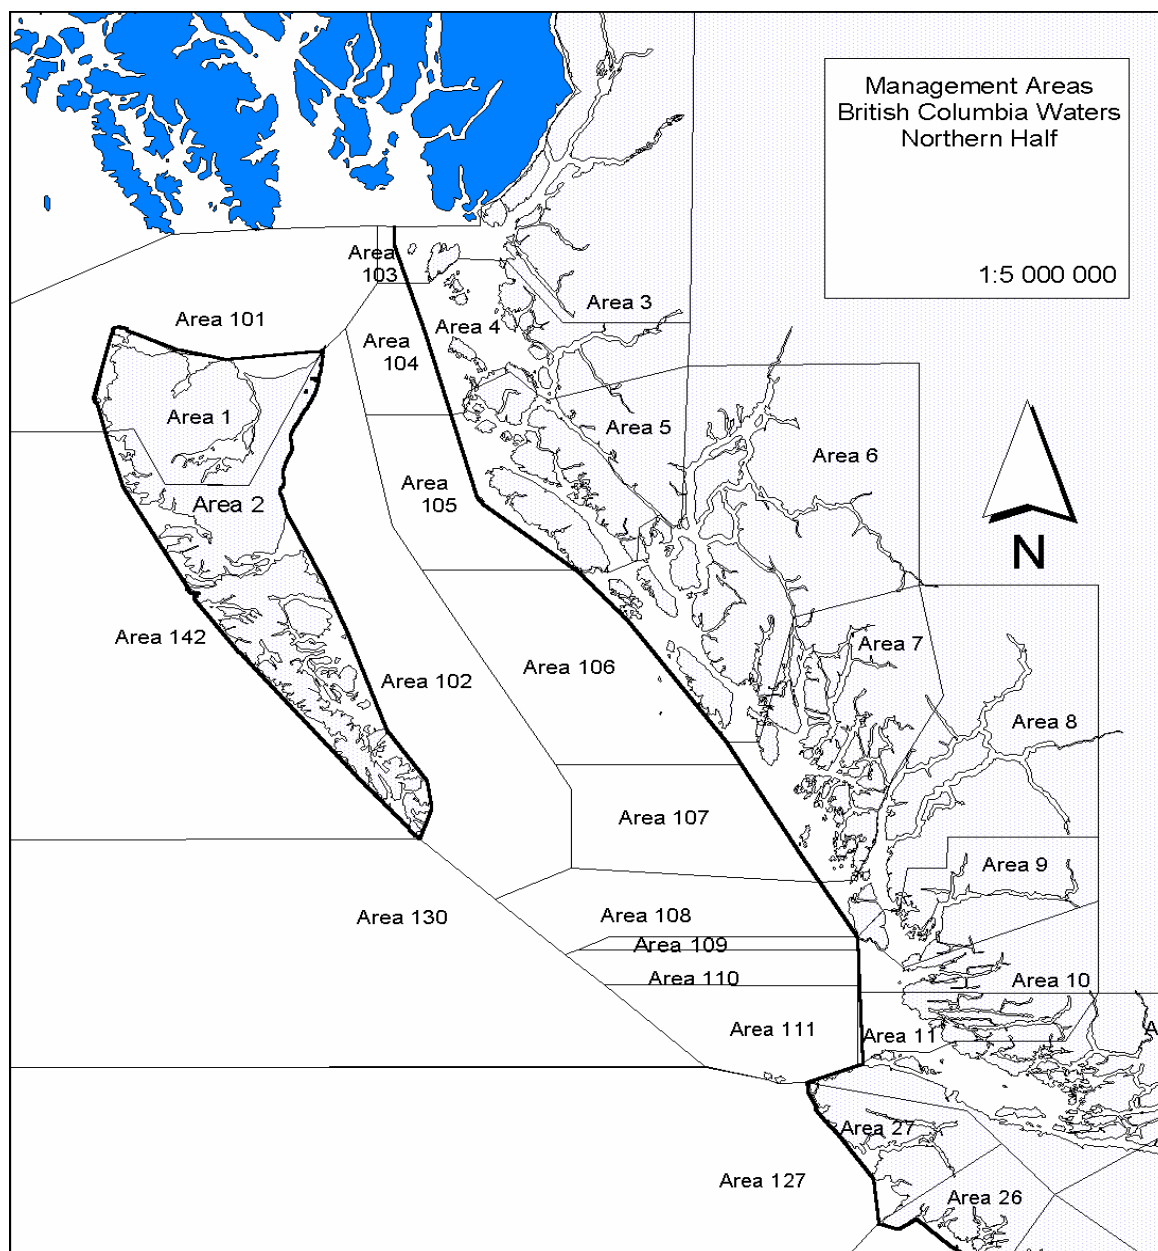 Management Areas
British Columbia Waters
Northern Half
1:5 000 000
Area
103
Area 3
Area 101
Area 4
Area
104
Area 1
Area 5
Area 6
Area
105
Area 2
N
Area 142
Area 7
Area 106
Area 102
Area 8
Area 107
Area 9
Area 130
Area 108
Area 109
Area 110
Area 10
Area 111
Area 11
A
Area 27
Area 127
Area 26